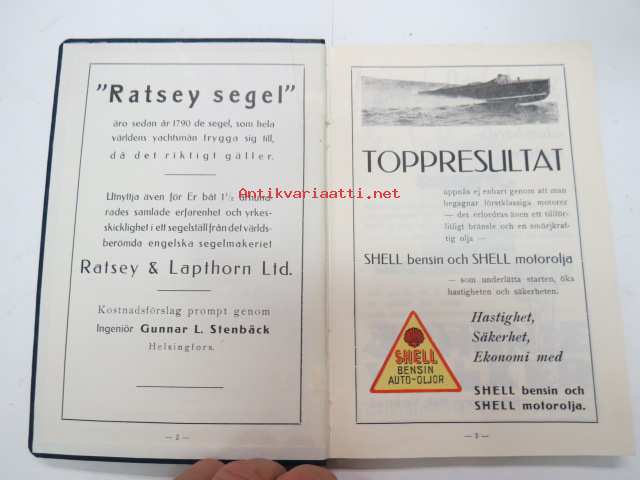 "Ratsey segel"
äro sedan år 1790 de segel, som hela
världens yachtsmän trygga sig till,
då det riktigt gäller.
Utnyttja även för Er båt 1½ århund-
rades samlade erfarenhet och yrkes-
skicklighet i ett segelställ från det världs-
berömda engelska segelmakeriet
Ratsey & Lapthorn Ltd.
Kostnadsförslag prompt genom
Ingeniör Gunnar L. Stenbäck
Helsingfors.
— 2 —
Antikvariaatti.net
TOPPRESULTAT
uppnås ej enbart genom att man
begagnar förstklassiga motorer
— det erfordras även ett tillför-
litligt bränsle och en smörjkraf-
tig olja —
SHELL bensin och SHELL motorolja
— som underlätta starten, öka
hastigheten och säkerheten.
Hastighet,
Säkerhet,
Ekonomi med
SHELL
BENSIN
AUTO-OLJOR
SHELL bensin och
SHELL motorolja.
— 3 —